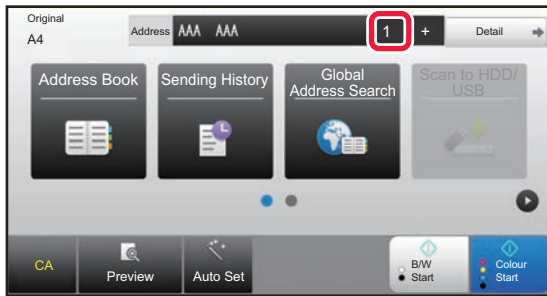 Original
A4
Address AAA AAA 1 + Detail
Address Book
Sending History
Global
Address Search
Scan to HDD/
USB
CA
Preview
Auto Set
B/W
Start
Colour
Start